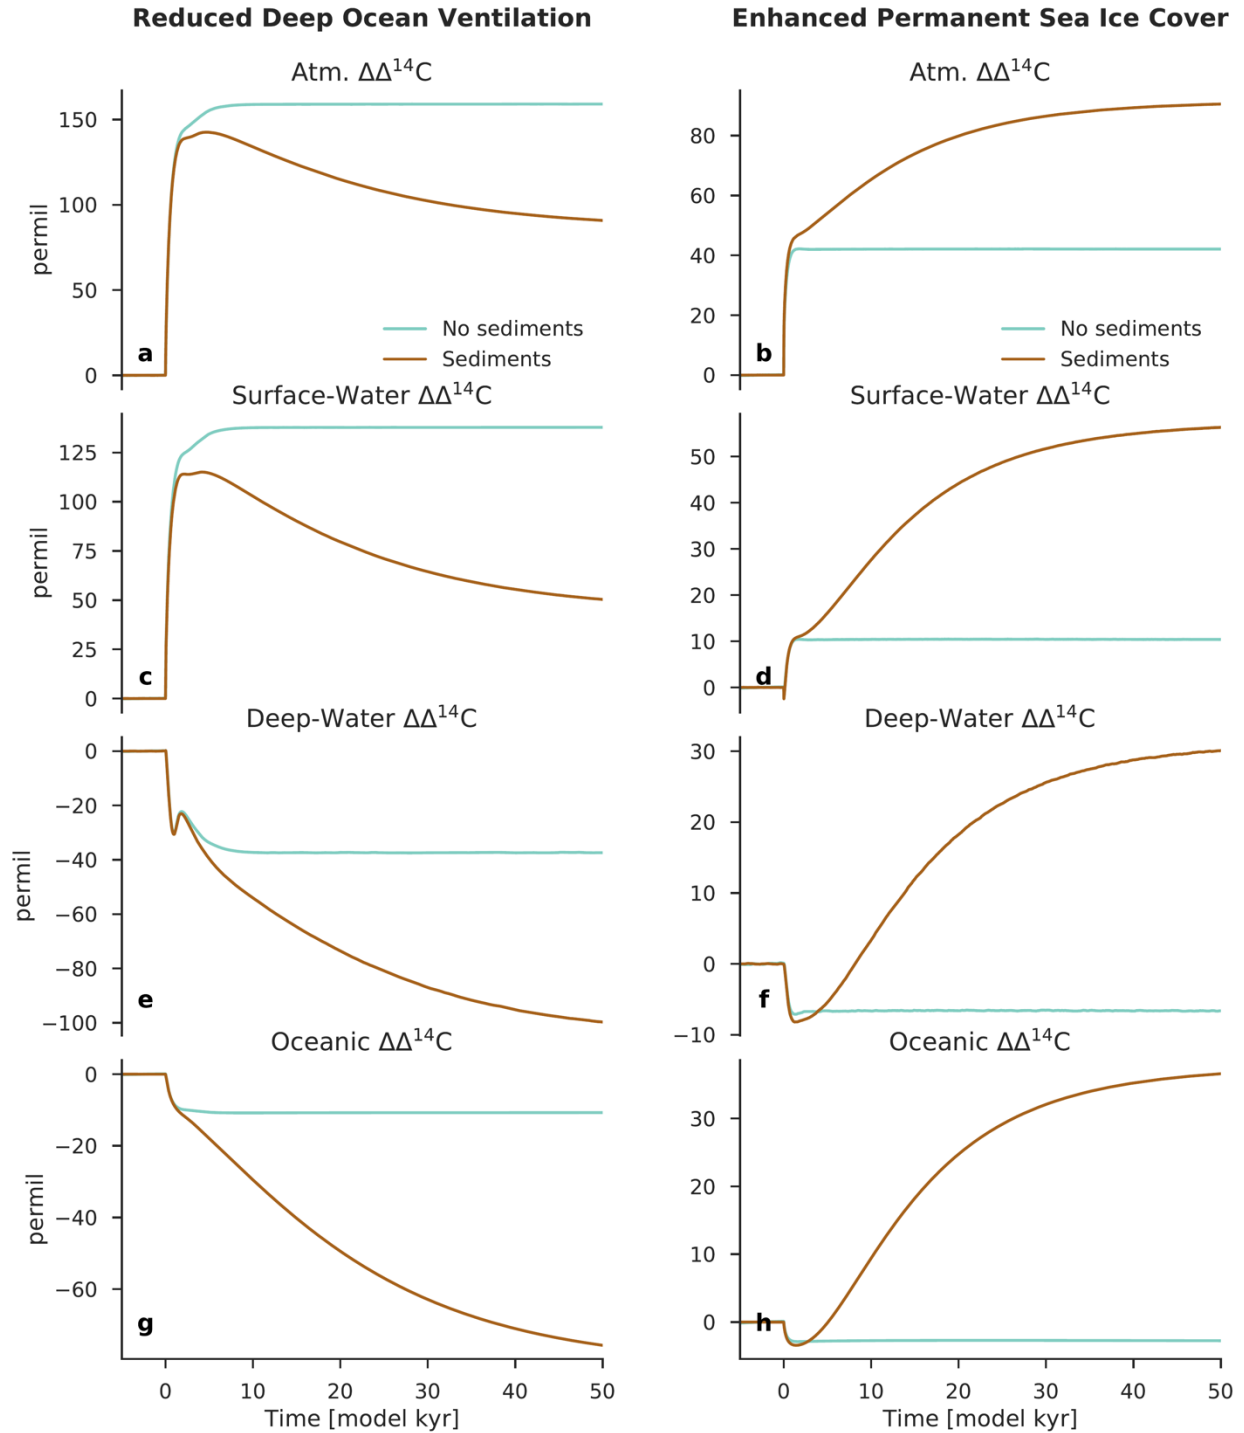 Reduced Deep Ocean Ventilation
Enhanced Permanent Sea Ice Cover
Atm. ΔΔ¹⁴C
permil
150
100
50
0
No sediments
Sediments
a
Atm. ΔΔ¹⁴C
80
60
40
20
0
No sediments
Sediments
b
Surface-Water ΔΔ¹⁴C
permil
125
100
75
50
25
0
c
Surface-Water ΔΔ¹⁴C
50
40
30
20
10
0
d
Deep-Water ΔΔ¹⁴C
permil
0
−20
−40
−60
−80
−100
e
Deep-Water ΔΔ¹⁴C
30
20
10
0
−10
f
Oceanic ΔΔ¹⁴C
permil
0
−20
−40
−60
g
0 10 20 30 40 50
Time [model kyr]
Oceanic ΔΔ¹⁴C
30
20
10
0
h
0 10 20 30 40 50
Time [model kyr]